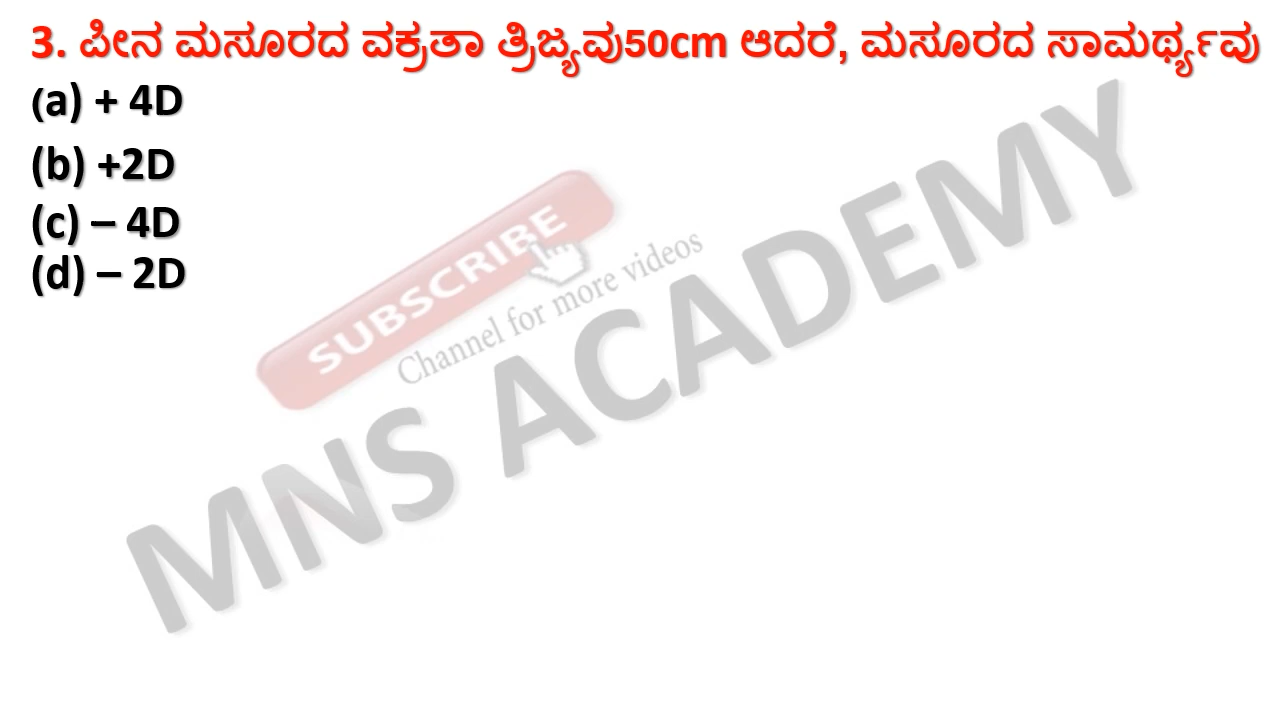 3. ಪೀನ ಮಸೂರದ ವಕ್ರತಾ ತ್ರಿಜ್ಯವು50cm ಆದರೆ, ಮಸೂರದ ಸಾಮರ್ಥ್ಯವು
(a) + 4D
(b) +2D
(c) – 4D
(d) – 2D
SUBSCRIBE
Channel for more videos
MNS ACADEMY